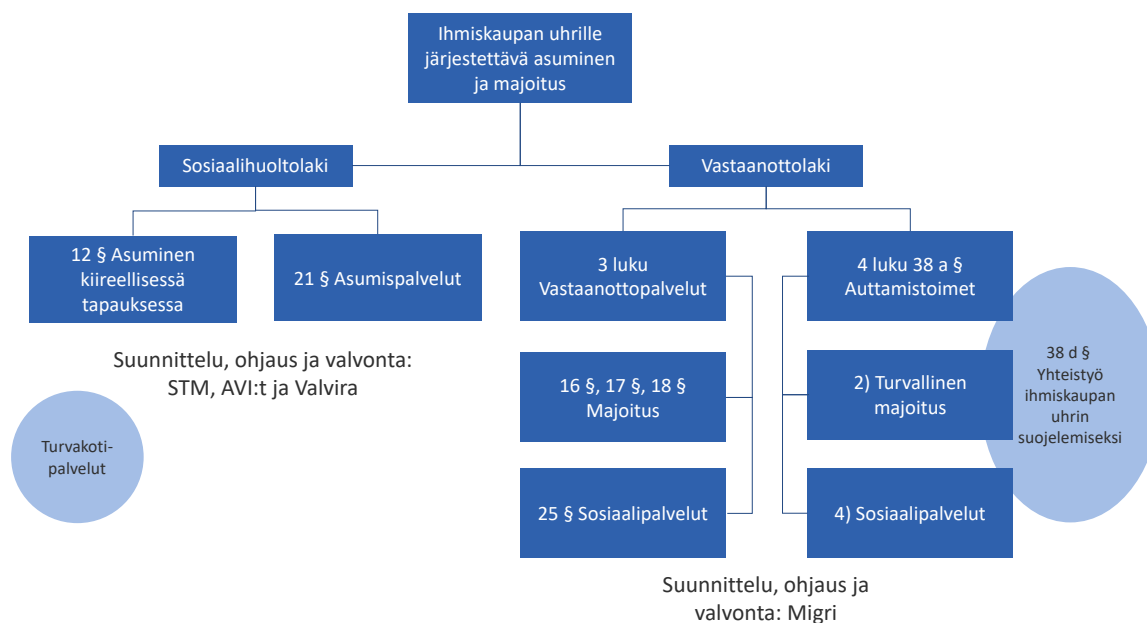 Ihmiskaupan uhrille
järjestettävä asuminen
ja majoitus
Sosiaalihuoltolaki
Vastaanottolaki
12 § Asuminen
kiireellisessä
tapauksessa
21 § Asumispalvelut
3 luku
Vastaanottopalvelut
4 luku 38 a §
Auttamistoimet
Suunnittelu, ohjaus ja valvonta:
STM, AVI:t ja Valvira
16 §, 17 §, 18 §
Majoitus
2) Turvallinen
majoitus
38 d §
Yhteistyö
ihmiskaupan
uhrin
suojelemiseksi
Turvakoti-
palvelut
25 § Sosiaalipalvelut
4) Sosiaalipalvelut
Suunnittelu, ohjaus ja
valvonta: Migri